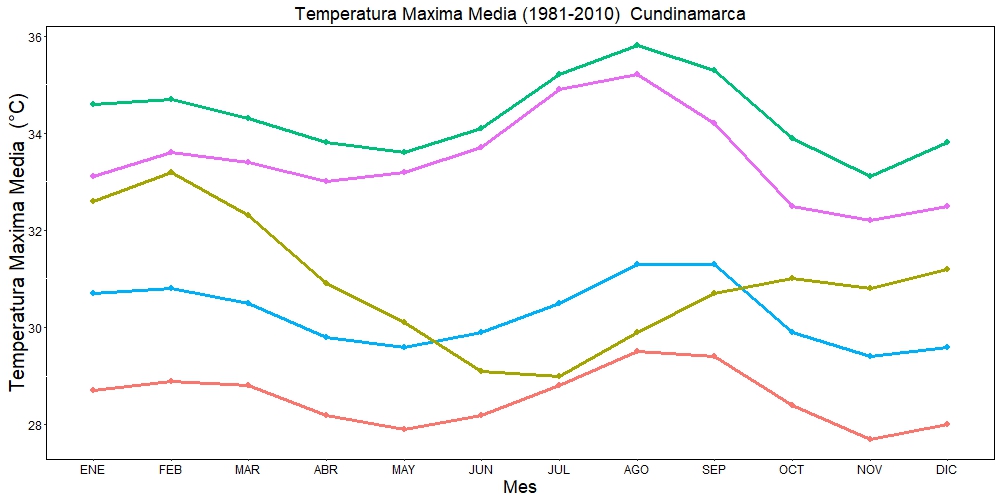 Temperatura Maxima Media (1981-2010)  Cundinamarca
Temperatura Maxima Media  (°C)
36
34
32
30
28
ENE FEB MAR ABR MAY JUN JUL AGO SEP OCT NOV DIC
Mes